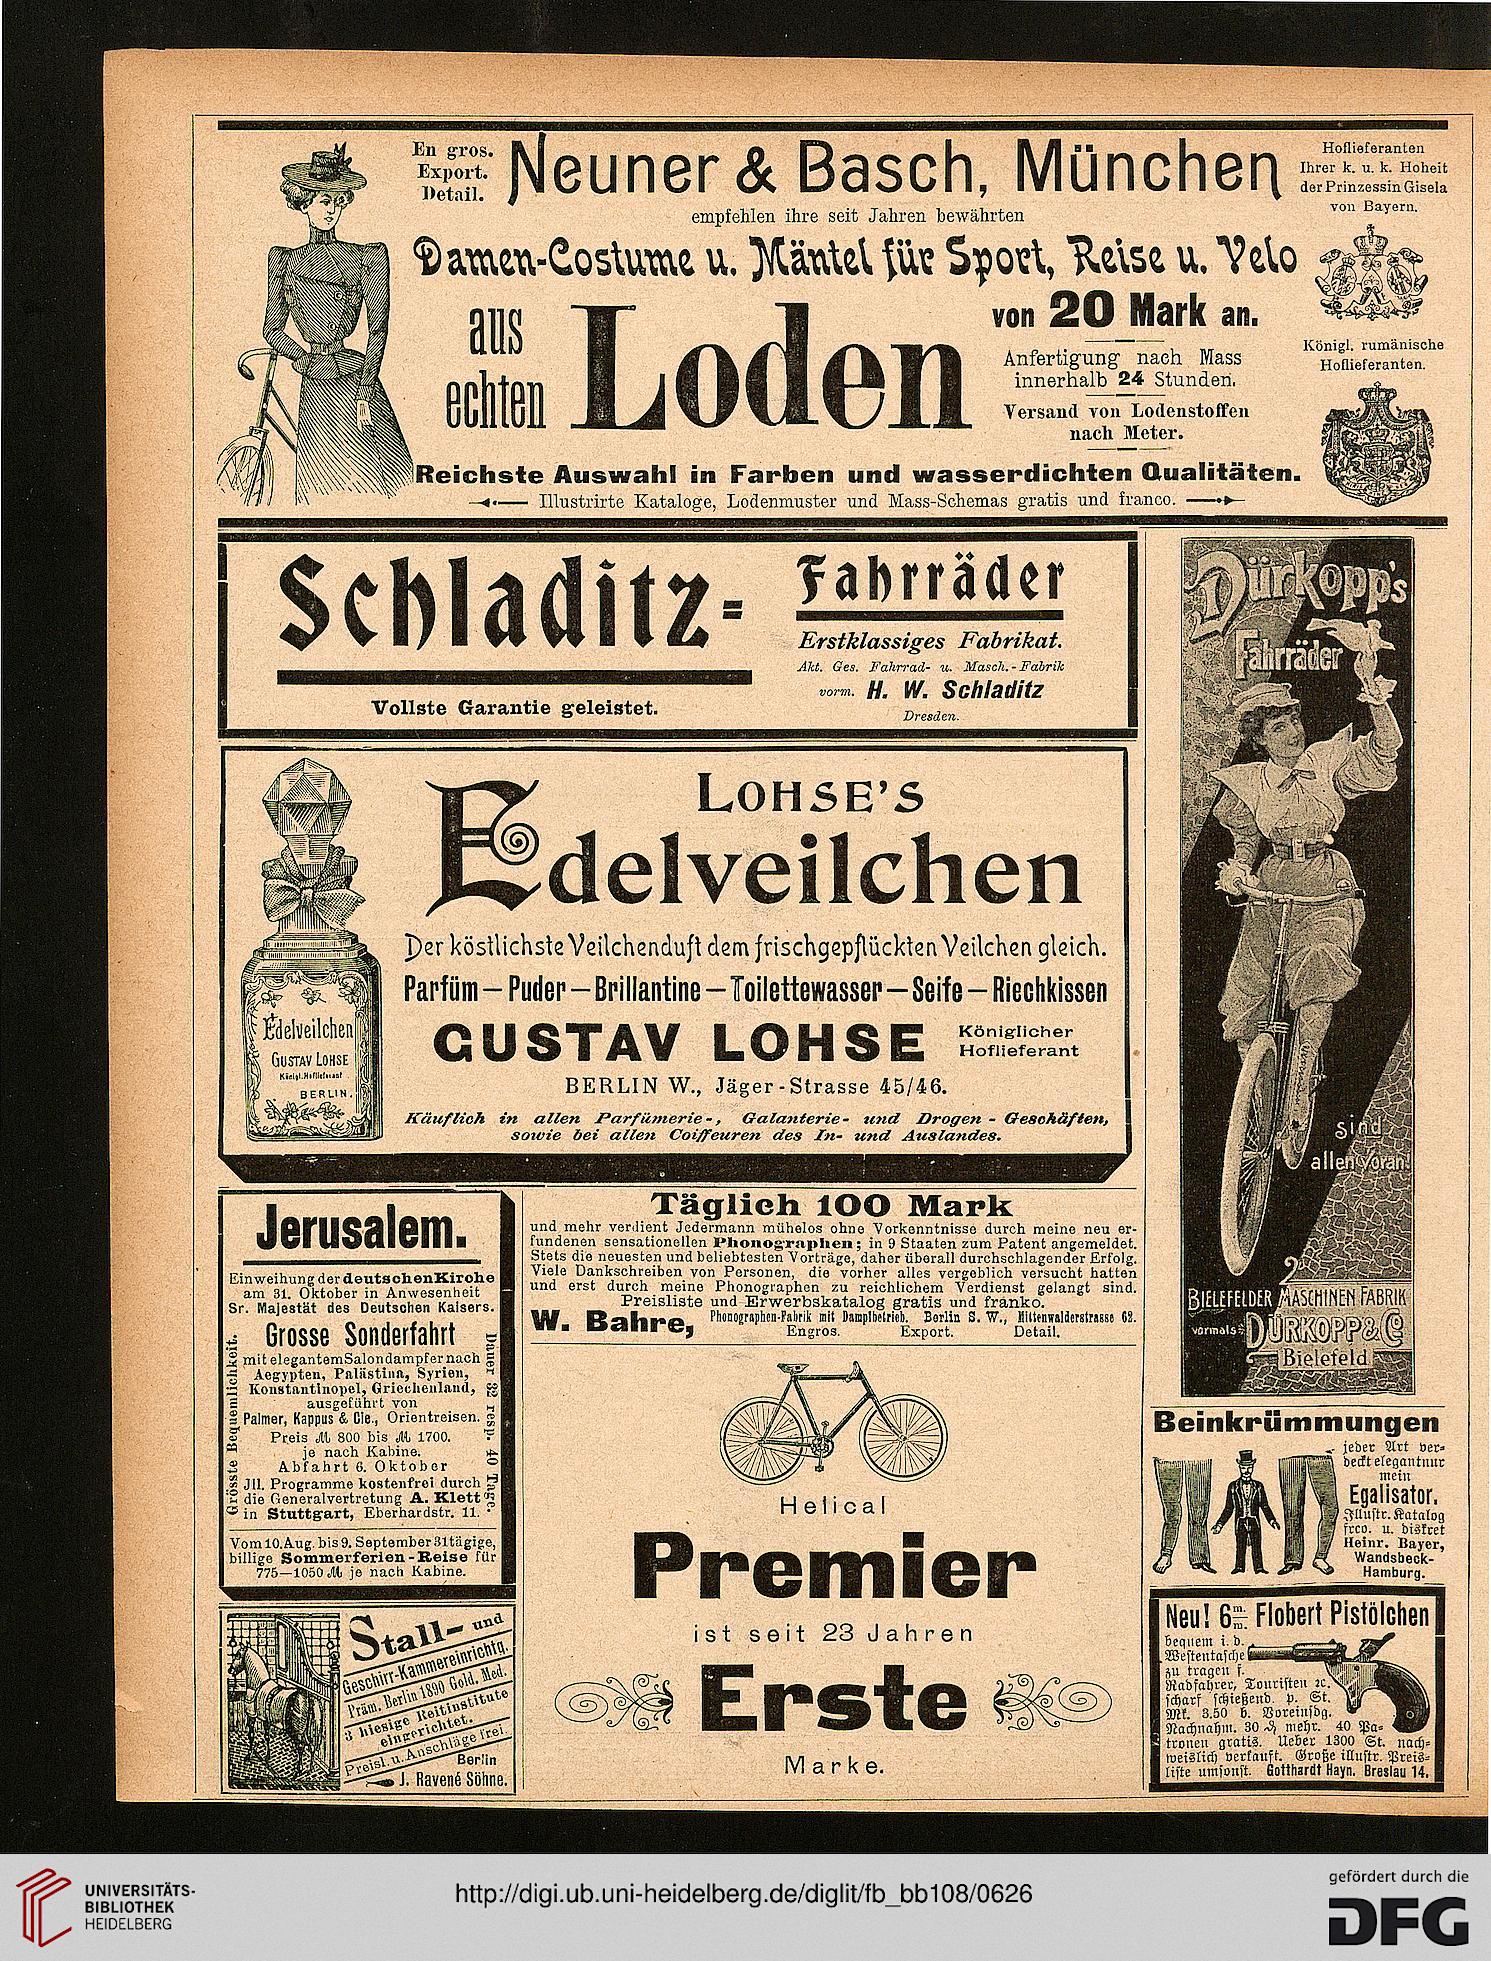 En gros.
Export.
Detail.
Neuner & Basch, München
Hoflieferanten
Ihrer k. u. k. Hoheit
der Prinzessin Gisela
von Bayern.
empfehlen ihre seit Jahren bewährten
Damen-Costume u. Mäntel für Sport, Reise u. Velo
aus
echten
Loden
von 20 Mark an.
Anfertigung nach Mass
innerhalb 24 Stunden.
Versand von Lodenstoffen
nach Meter.
Königl. rumänische
Hoflieferanten.
Reichste Auswahl in Farben und wasserdichten Qualitäten.
Illustrirte Kataloge, Lodenmuster und Mass-Schemas gratis und franco.
Schladitz-
Vollste Garantie geleistet.
Fahrräder
Erstklassiges Fabrikat.
Akt. Ges. Fahrrad- u. Masch.-Fabrik
vorm. H. W. Schladitz
Dresden.
Dürkopp's
Fahrräder
sind
allen voran!
BIELEFELDER MASCHINEN FABRIK
vormals
DÜRKOPP & Co
Bielefeld
LOHSE'S
Edelveilchen
Der köstlichste Veilchenduft dem frischgepflückten Veilchen gleich.
Parfüm — Puder — Brillantine — Toilettewasser — Seife — Riechkissen
GUSTAV LOHSE
Königlicher
Hoflieferant
BERLIN W., Jäger-Strasse 45/46.
Käuflich in allen Parfümerie-, Galanterie- und Drogen-Geschäften,
sowie bei allen Coiffeuren des In- und Auslandes.
Edelveilchen
GUSTAV LOHSE
Königl. Hoflieferant
BERLIN.
Jerusalem.
Einweihung der deutschen Kirche
am 31. Oktober in Anwesenheit
Sr. Majestät des Deutschen Kaisers.
Grosse Sonderfahrt
mit elegantem Salondampfer nach
Aegypten, Palästina, Syrien,
Konstantinopel, Griechenland,
ausgeführt von
Palmer, Kappus & Cie., Orientreisen.
Preis ℳ 800 bis ℳ 1700.
je nach Kabine.
Abfahrt 6. Oktober
Jll. Programme kostenfrei durch
die Generalvertretung A. Klett
in Stuttgart, Eberhardstr. 11.
Grösste Bequemlichkeit.
Dauer 32 resp. 40 Tage.
Vom 10. Aug. bis 9. September 31tägige,
billige Sommerferien-Reise für
775—1050 ℳ je nach Kabine.
Täglich 100 Mark
und mehr verdient Jedermann mühelos ohne Vorkenntnisse durch meine neu er-
fundenen sensationellen Phonographen; in 9 Staaten zum Patent angemeldet.
Stets die neuesten und beliebtesten Vorträge, daher überall durchschlagender Erfolg.
Viele Dankschreiben von Personen, die vorher alles vergeblich versucht hatten
und erst durch meine Phonographen zu reichlichem Verdienst gelangt sind.
Preisliste und Erwerbskatalog gratis und franko.
W. Bahre,
Phonographen-Fabrik mit Dampfbetrieb. Berlin S. W., Mittenwalderstrasse 62.
Engros. Export. Detail.
Helical
Premier
ist seit 23 Jahren
Erste
Marke.
Stall- und
Geschirr-Kammereinrichtg.
Präm. Berlin 1890 Gold. Med.
3 hiesige Reitinstitute
eingerichtet.
Preisl. u. Anschläge frei.
Berlin
J. Ravené Söhne.
Beinkrümmungen
jeder Art ver-
deckt elegant nur
mein
Egalisator.
Illustr. Katalog
frco. u. diskret
Heinr. Bayer,
Wandsbeck-
Hamburg.
Neu! 6 m/m. Flobert Pistölchen
bequem i. d.
Westentasche
zu tragen f.
Radfahrer, Touristen ec.
scharf schießend. p. St.
Mk. 3.50 b. Voreinsdg.
Nachnahm. 30 ₰ mehr. 40 Pa-
tronen gratis. Ueber 1300 St. nach-
weislich verkauft. Große illustr. Preis-
liste umsonst. Gotthardt Hayn. Breslau 14.
UNIVERSITÄTS-
BIBLIOTHEK
HEIDELBERG
http://digi.ub.uni-heidelberg.de/diglit/fb_bb108/0626
gefördert durch die
DFG